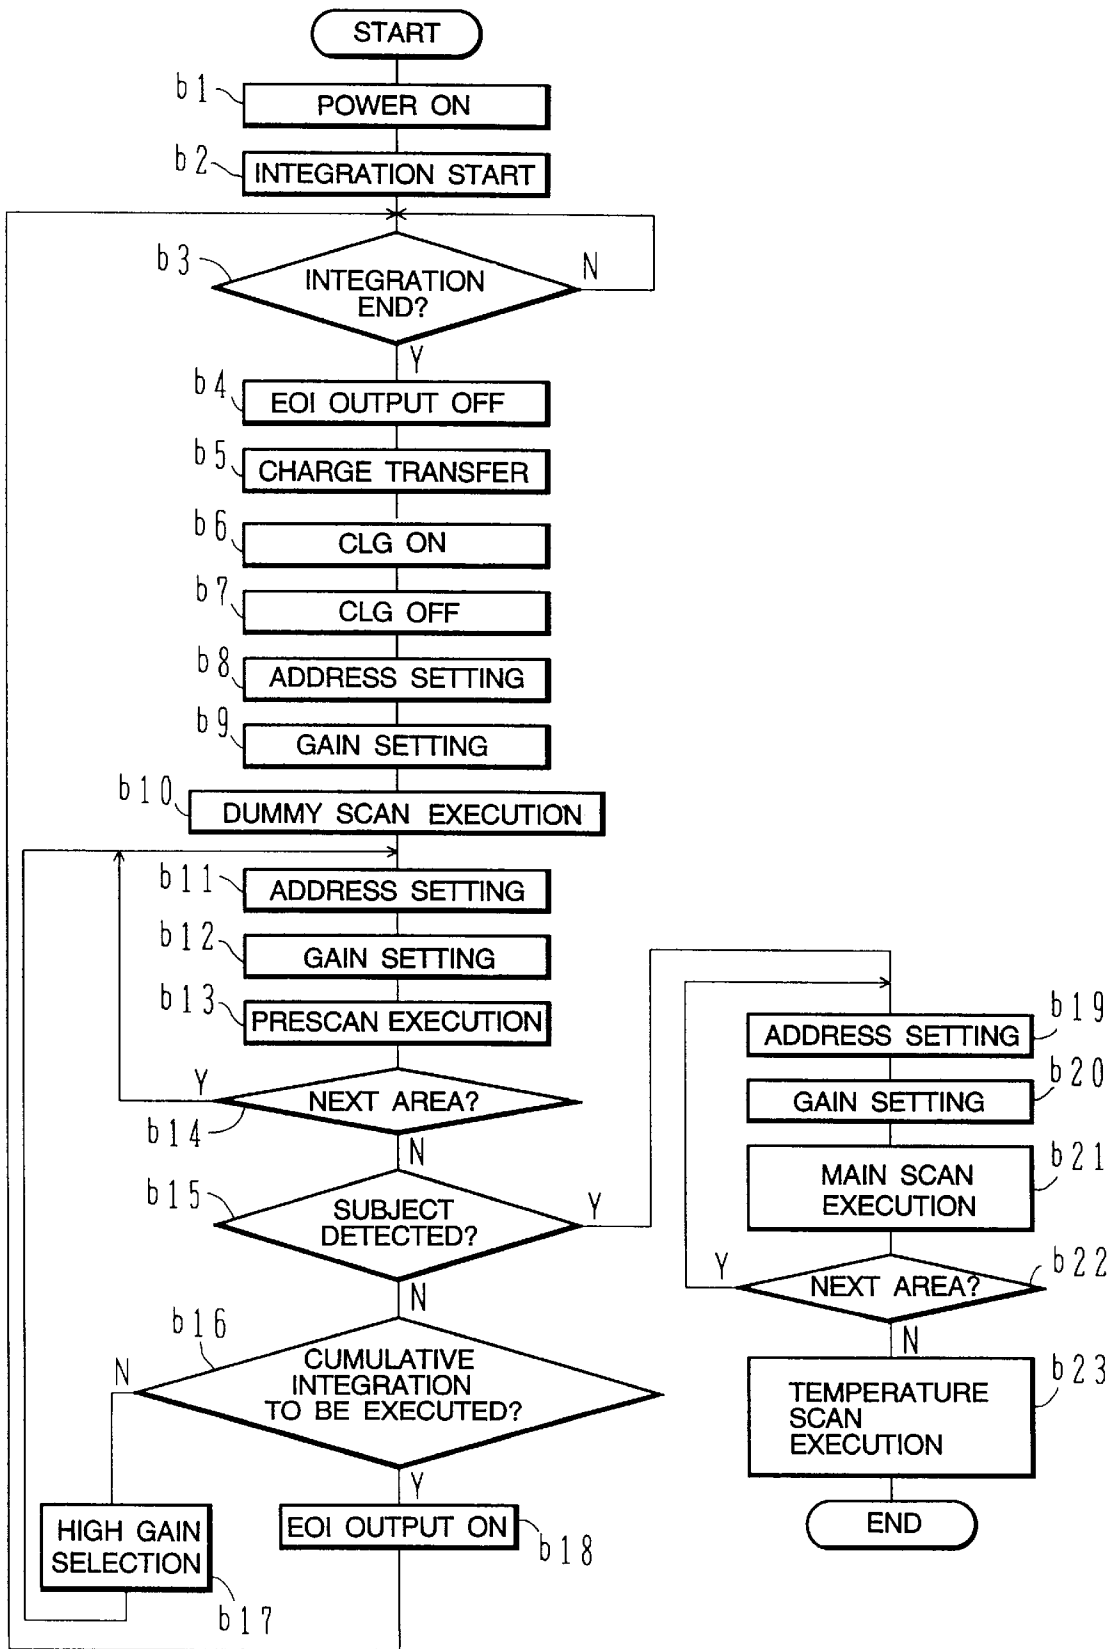 START
b1
POWER ON
b2
INTEGRATION START
b3
INTEGRATION
END?
N
Y
b4
EOI OUTPUT OFF
b5
CHARGE TRANSFER
b6
CLG ON
b7
CLG OFF
b8
ADDRESS SETTING
b9
GAIN SETTING
b10
DUMMY SCAN EXECUTION
b11
ADDRESS SETTING
b12
GAIN SETTING
b13
PRESCAN EXECUTION
Y
NEXT AREA?
b14
N
b15
SUBJECT
DETECTED?
Y
N
b16
CUMULATIVE
INTEGRATION
TO BE EXECUTED?
N
Y
HIGH GAIN
SELECTION
b17
EOI OUTPUT ON
b18
b19
ADDRESS SETTING
b20
GAIN SETTING
b21
MAIN SCAN
EXECUTION
Y
NEXT AREA?
b22
N
b23
TEMPERATURE
SCAN
EXECUTION
END